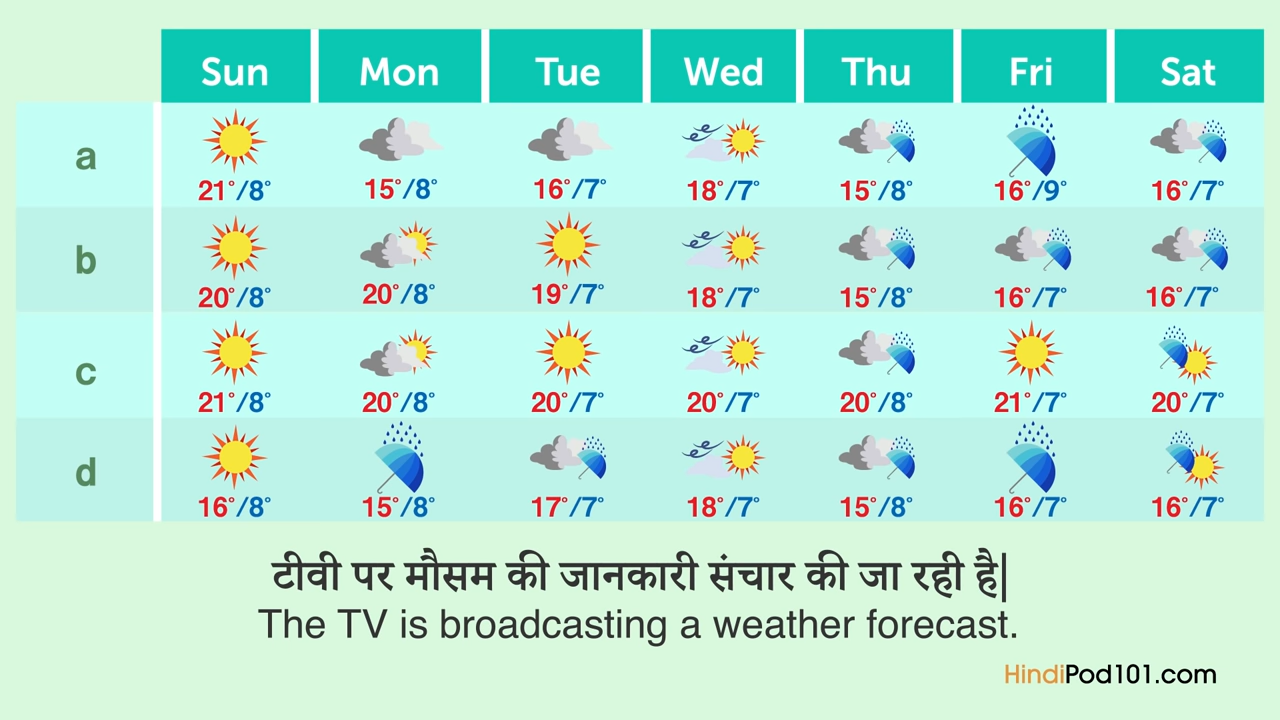 Sun Mon Tue Wed Thu Fri Sat
a 21°/8° 15°/8° 16°/7° 18°/7° 15°/8° 16°/9° 16°/7°
b 20°/8° 20°/8° 19°/7° 18°/7° 15°/8° 16°/7° 16°/7°
c 21°/8° 20°/8° 20°/7° 20°/7° 20°/8° 21°/7° 20°/7°
d 16°/8° 15°/8° 17°/7° 18°/7° 15°/8° 16°/7° 16°/7°
टीवी पर मौसम की जानकारी संचार की जा रही है|
The TV is broadcasting a weather forecast.
HindiPod101.com